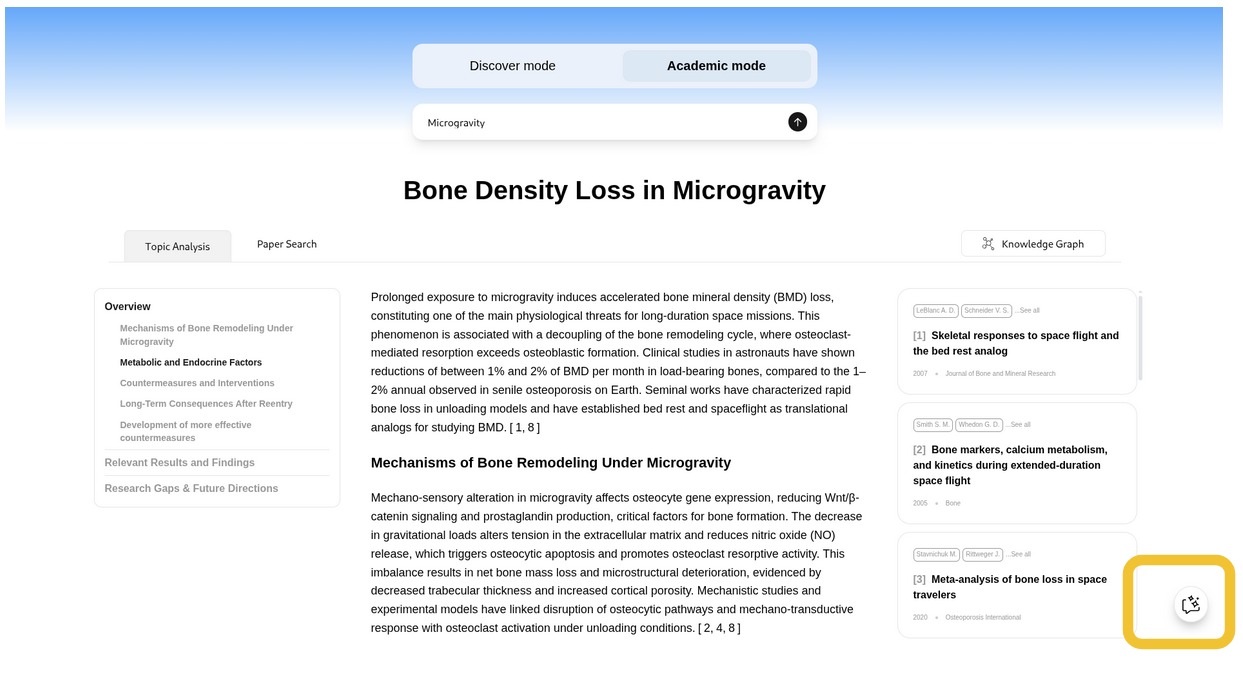 Discover mode
Academic mode
Microgravity
Bone Density Loss in Microgravity
Topic Analysis
Paper Search
Knowledge Graph
Overview
Mechanisms of Bone Remodeling Under
Microgravity
Metabolic and Endocrine Factors
Countermeasures and Interventions
Long-Term Consequences After Reentry
Development of more effective
countermeasures
Relevant Results and Findings
Research Gaps & Future Directions
Prolonged exposure to microgravity induces accelerated bone mineral density (BMD) loss,
constituting one of the main physiological threats for long-duration space missions. This
phenomenon is associated with a decoupling of the bone remodeling cycle, where osteoclast-
mediated resorption exceeds osteoblastic formation. Clinical studies in astronauts have shown
reductions of between 1% and 2% of BMD per month in load-bearing bones, compared to the 1–
2% annual observed in senile osteoporosis on Earth. Seminal works have characterized rapid
bone loss in unloading models and have established bed rest and spaceflight as translational
analogs for studying BMD. [ 1, 8 ]
Mechanisms of Bone Remodeling Under Microgravity
Mechano-sensory alteration in microgravity affects osteocyte gene expression, reducing Wnt/β-
catenin signaling and prostaglandin production, critical factors for bone formation. The decrease
in gravitational loads alters tension in the extracellular matrix and reduces nitric oxide (NO)
release, which triggers osteocytic apoptosis and promotes osteoclast resorptive activity. This
imbalance results in net bone mass loss and microstructural deterioration, evidenced by
decreased trabecular thickness and increased cortical porosity. Mechanistic studies and
experimental models have linked disruption of osteocytic pathways and mechano-transductive
response with osteoclast activation under unloading conditions. [ 2, 4, 8 ]
LeBlanc A. D. Schneider V. S. ...See all
[1] Skeletal responses to space flight and
the bed rest analog
2007 • Journal of Bone and Mineral Research
Smith S. M. Whedon G. D. ...See all
[2] Bone markers, calcium metabolism,
and kinetics during extended-duration
space flight
2005 • Bone
Stavnichuk M. Rittweger J. ...See all
[3] Meta-analysis of bone loss in space
travelers
2020 • Osteoporosis International